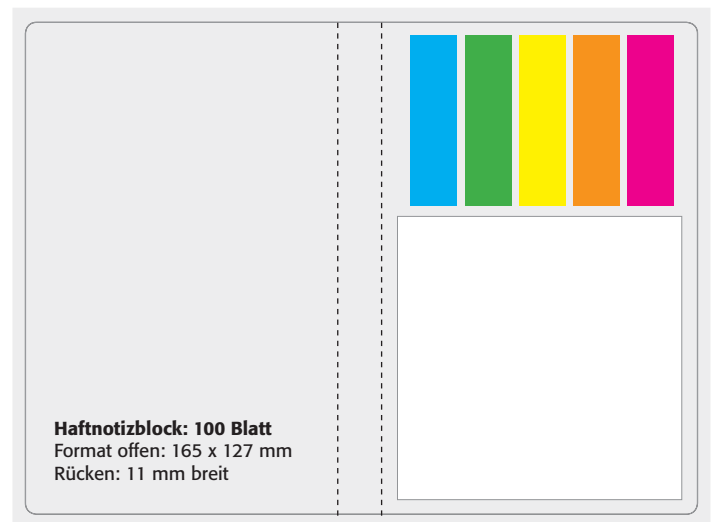 Haftnotizblock: 100 Blatt
Format offen: 165 x 127 mm
Rücken: 11 mm breit